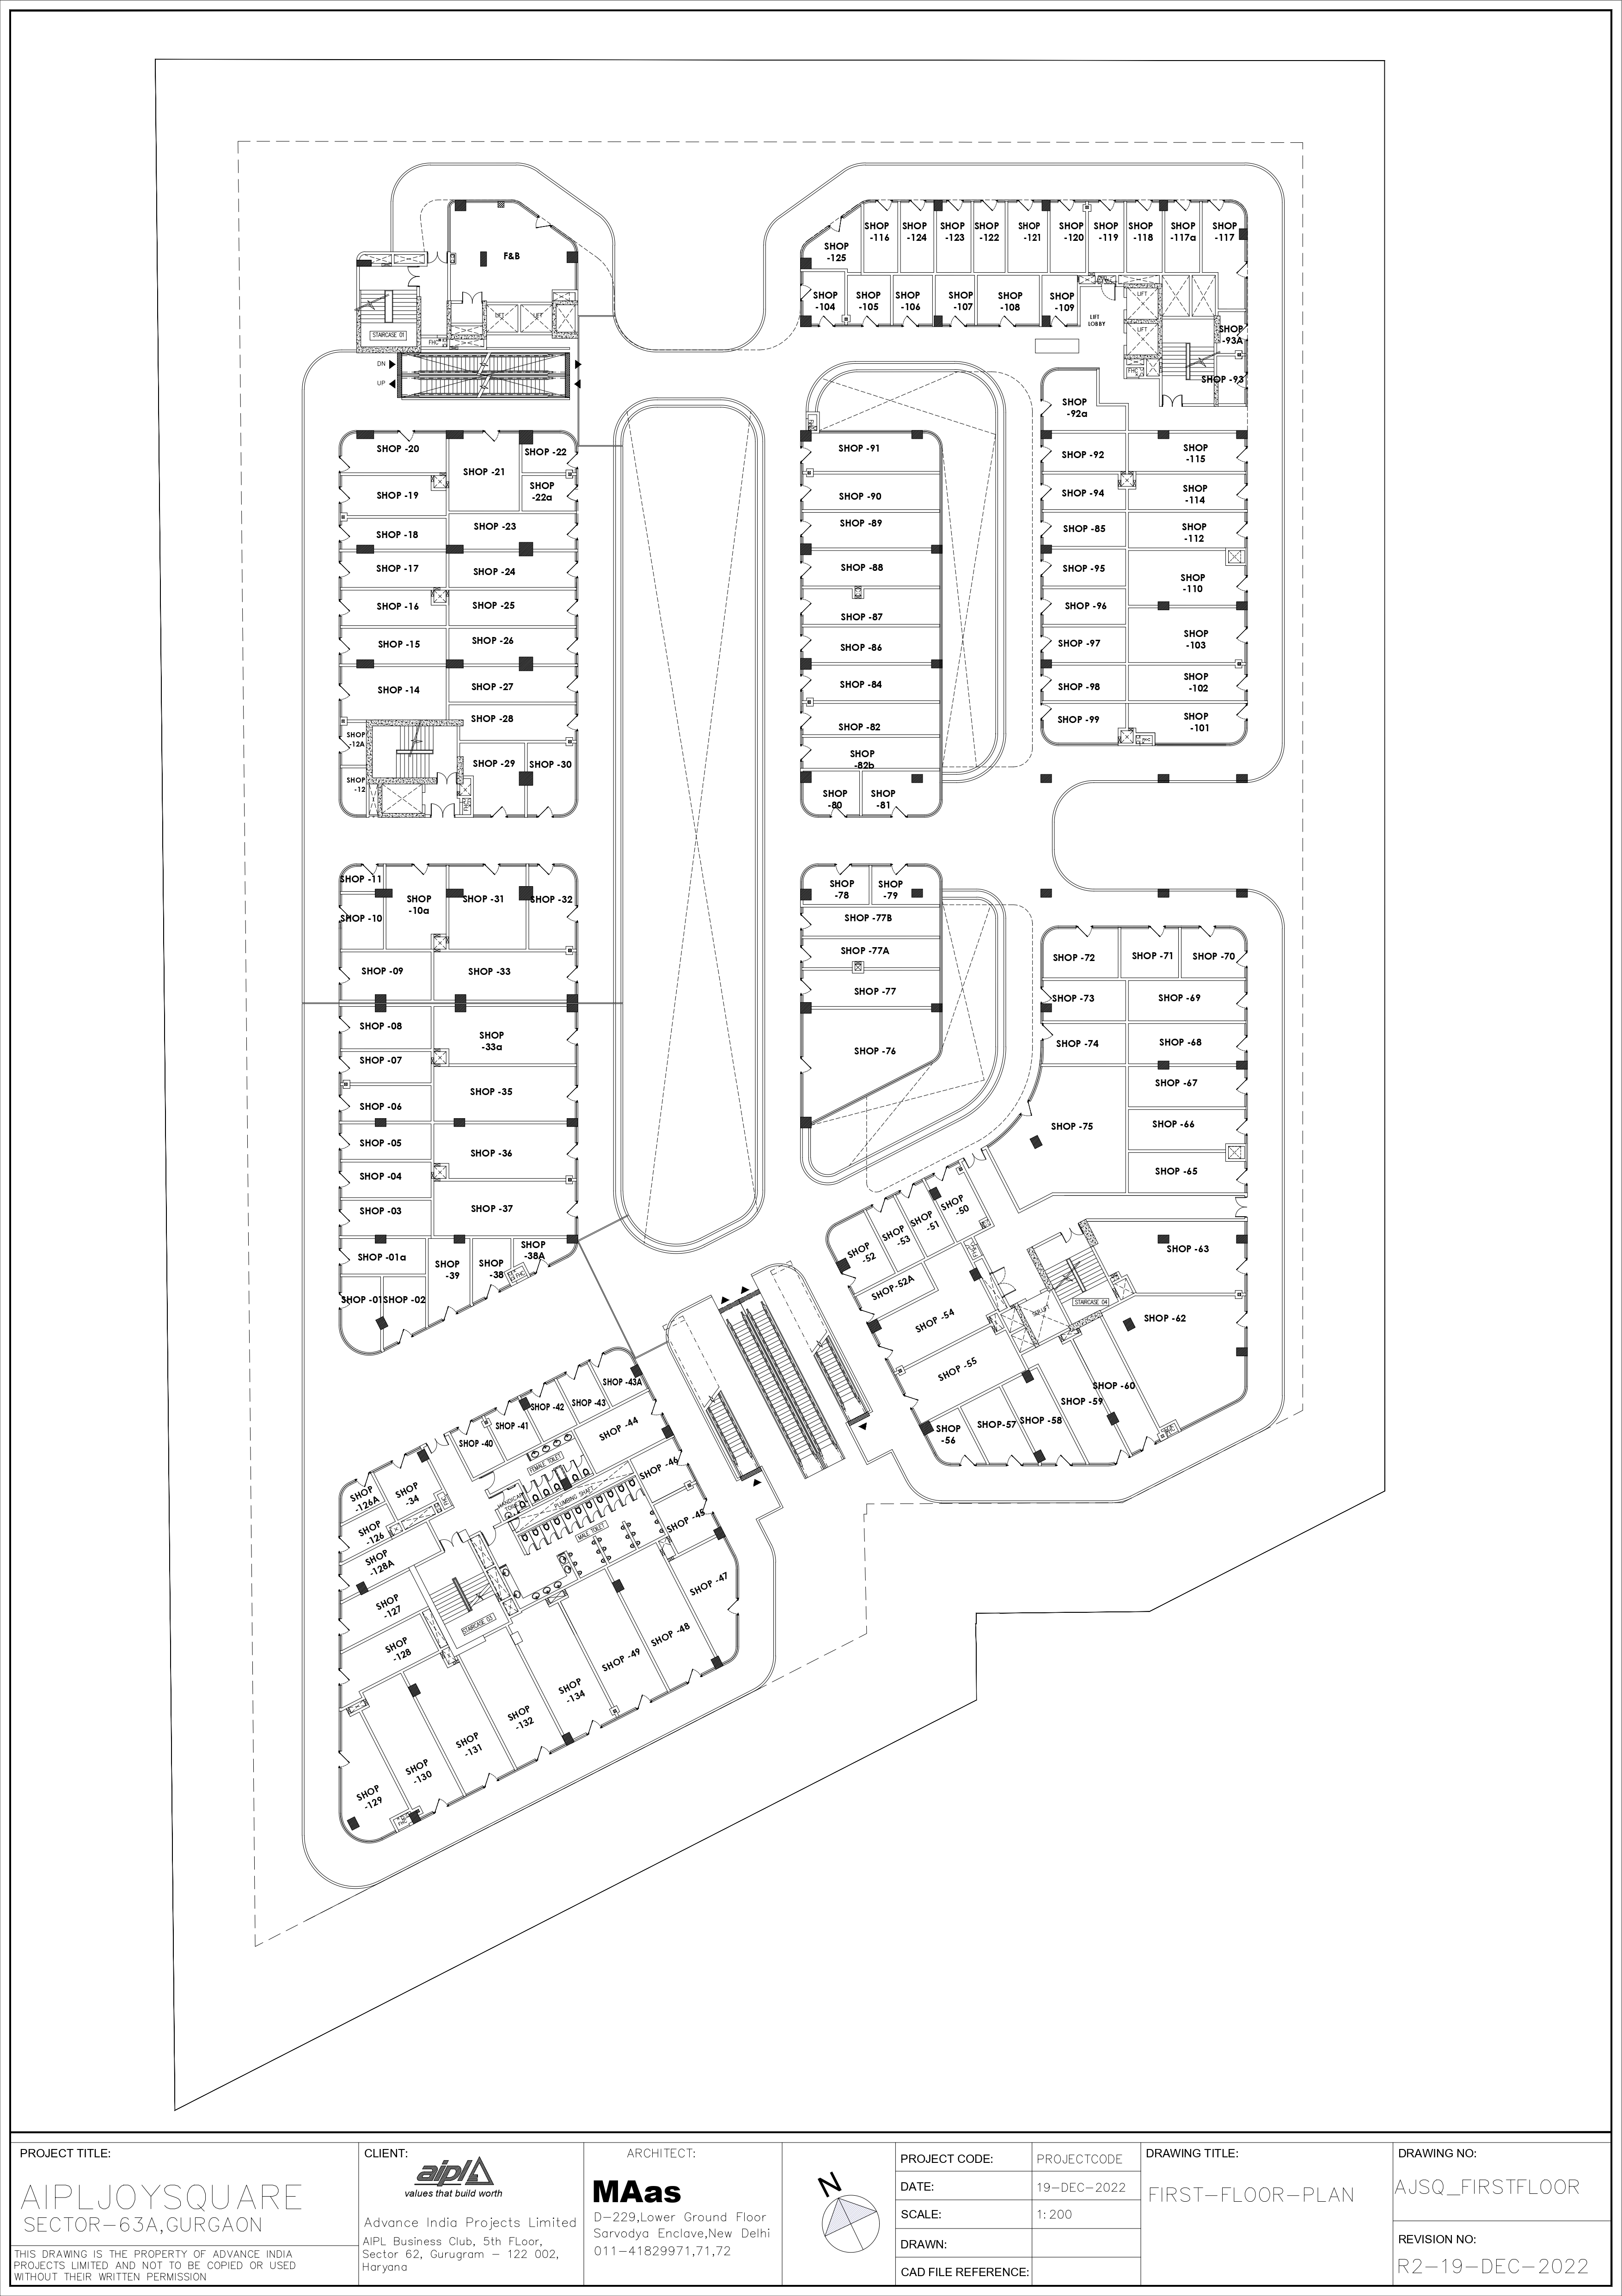 F&B
STAIRCASE 01
FHC
LIFT
LIFT
DN
UP
SHOP
-125
SHOP
-116
SHOP
-124
SHOP
-123
SHOP
-122
SHOP
-121
SHOP
-120
SHOP
-119
SHOP
-118
SHOP
-117a
SHOP
-117
SHOP
-104
SHOP
-105
SHOP
-106
SHOP
-107
SHOP
-108
SHOP
-109
LIFT
LOBBY
LIFT
LIFT
FHC
SHOP
-93A
SHOP -93
SHOP
-92a
SHOP -20
SHOP -21
SHOP -22
SHOP
-22a
SHOP -19
SHOP -18
SHOP -23
SHOP -17
SHOP -24
SHOP -16
SHOP -25
SHOP -15
SHOP -26
SHOP -14
SHOP -27
SHOP -28
SHOP
-12A
SHOP
-12
SHOP -29
SHOP -30
FHC
SHOP -91
SHOP -90
SHOP -89
SHOP -88
SHOP -87
SHOP -86
SHOP -84
SHOP -82
SHOP
-82b
SHOP
-80
SHOP
-81
SHOP -92
SHOP
-115
SHOP -94
SHOP
-114
SHOP -85
SHOP
-112
SHOP -95
SHOP
-110
SHOP -96
SHOP -97
SHOP
-103
SHOP -98
SHOP
-102
SHOP -99
SHOP
-101
FHC
SHOP -11
SHOP -10
SHOP
-10a
SHOP -31
SHOP -32
SHOP -09
SHOP -33
SHOP -08
SHOP
-33a
SHOP -07
SHOP -35
SHOP -06
SHOP -05
SHOP -36
SHOP -04
SHOP -03
SHOP -37
SHOP -01a
SHOP
-39
SHOP
-38
SHOP
-38A
FHC
SHOP -01
SHOP -02
SHOP
-78
SHOP
-79
SHOP -77B
SHOP -77A
SHOP -77
SHOP -76
SHOP -72
SHOP -71
SHOP -70
SHOP -73
SHOP -69
SHOP -74
SHOP -68
SHOP -67
SHOP -75
SHOP -66
SHOP -65
SHOP
-52
SHOP
-53
SHOP
-51
SHOP
-50
SHOP-52A
SHOP -54
SHOP -63
STAIRCASE 04
SHOP -62
SHOP -55
SHOP -60
SHOP -59
SHOP
-56
SHOP-57
SHOP -58
FHC
SHOP -43A
SHOP -43
SHOP -42
SHOP -41
SHOP -40
SHOP -44
FEMALE TOILET
SHOP -46
PLUMBING SHAFT
HANDICAP
TOILET
MALE TOILET
SHOP -45
SHOP
-126A
SHOP
-34
SHOP
-126
SHOP
-128A
SHOP
-127
STAIRCASE 03
SHOP -47
SHOP
-128
SHOP -48
SHOP -49
SHOP
-134
SHOP
-132
SHOP
-131
SHOP
-130
SHOP
-129
FHC
PROJECT TITLE:
AIPLJOYSQUARE
SECTOR-63A,GURGAON
THIS DRAWING IS THE PROPERTY OF ADVANCE INDIA
PROJECTS LIMITED AND NOT TO BE COPIED OR USED
WITHOUT THEIR WRITTEN PERMISSION
CLIENT:
aipl
values that build worth
Advance India Projects Limited
AIPL Business Club, 5th FLoor,
Sector 62, Gurugram - 122 002,
Haryana
ARCHITECT:
MAas
D-229,Lower Ground Floor
Sarvodya Enclave,New Delhi
011-41829971,71,72
N
PROJECT CODE:
PROJECTCODE
DATE:
19-DEC-2022
SCALE:
1:200
DRAWN:
CAD FILE REFERENCE:
DRAWING TITLE:
FIRST-FLOOR-PLAN
DRAWING NO:
AJSQ_FIRSTFLOOR
REVISION NO:
R2-19-DEC-2022